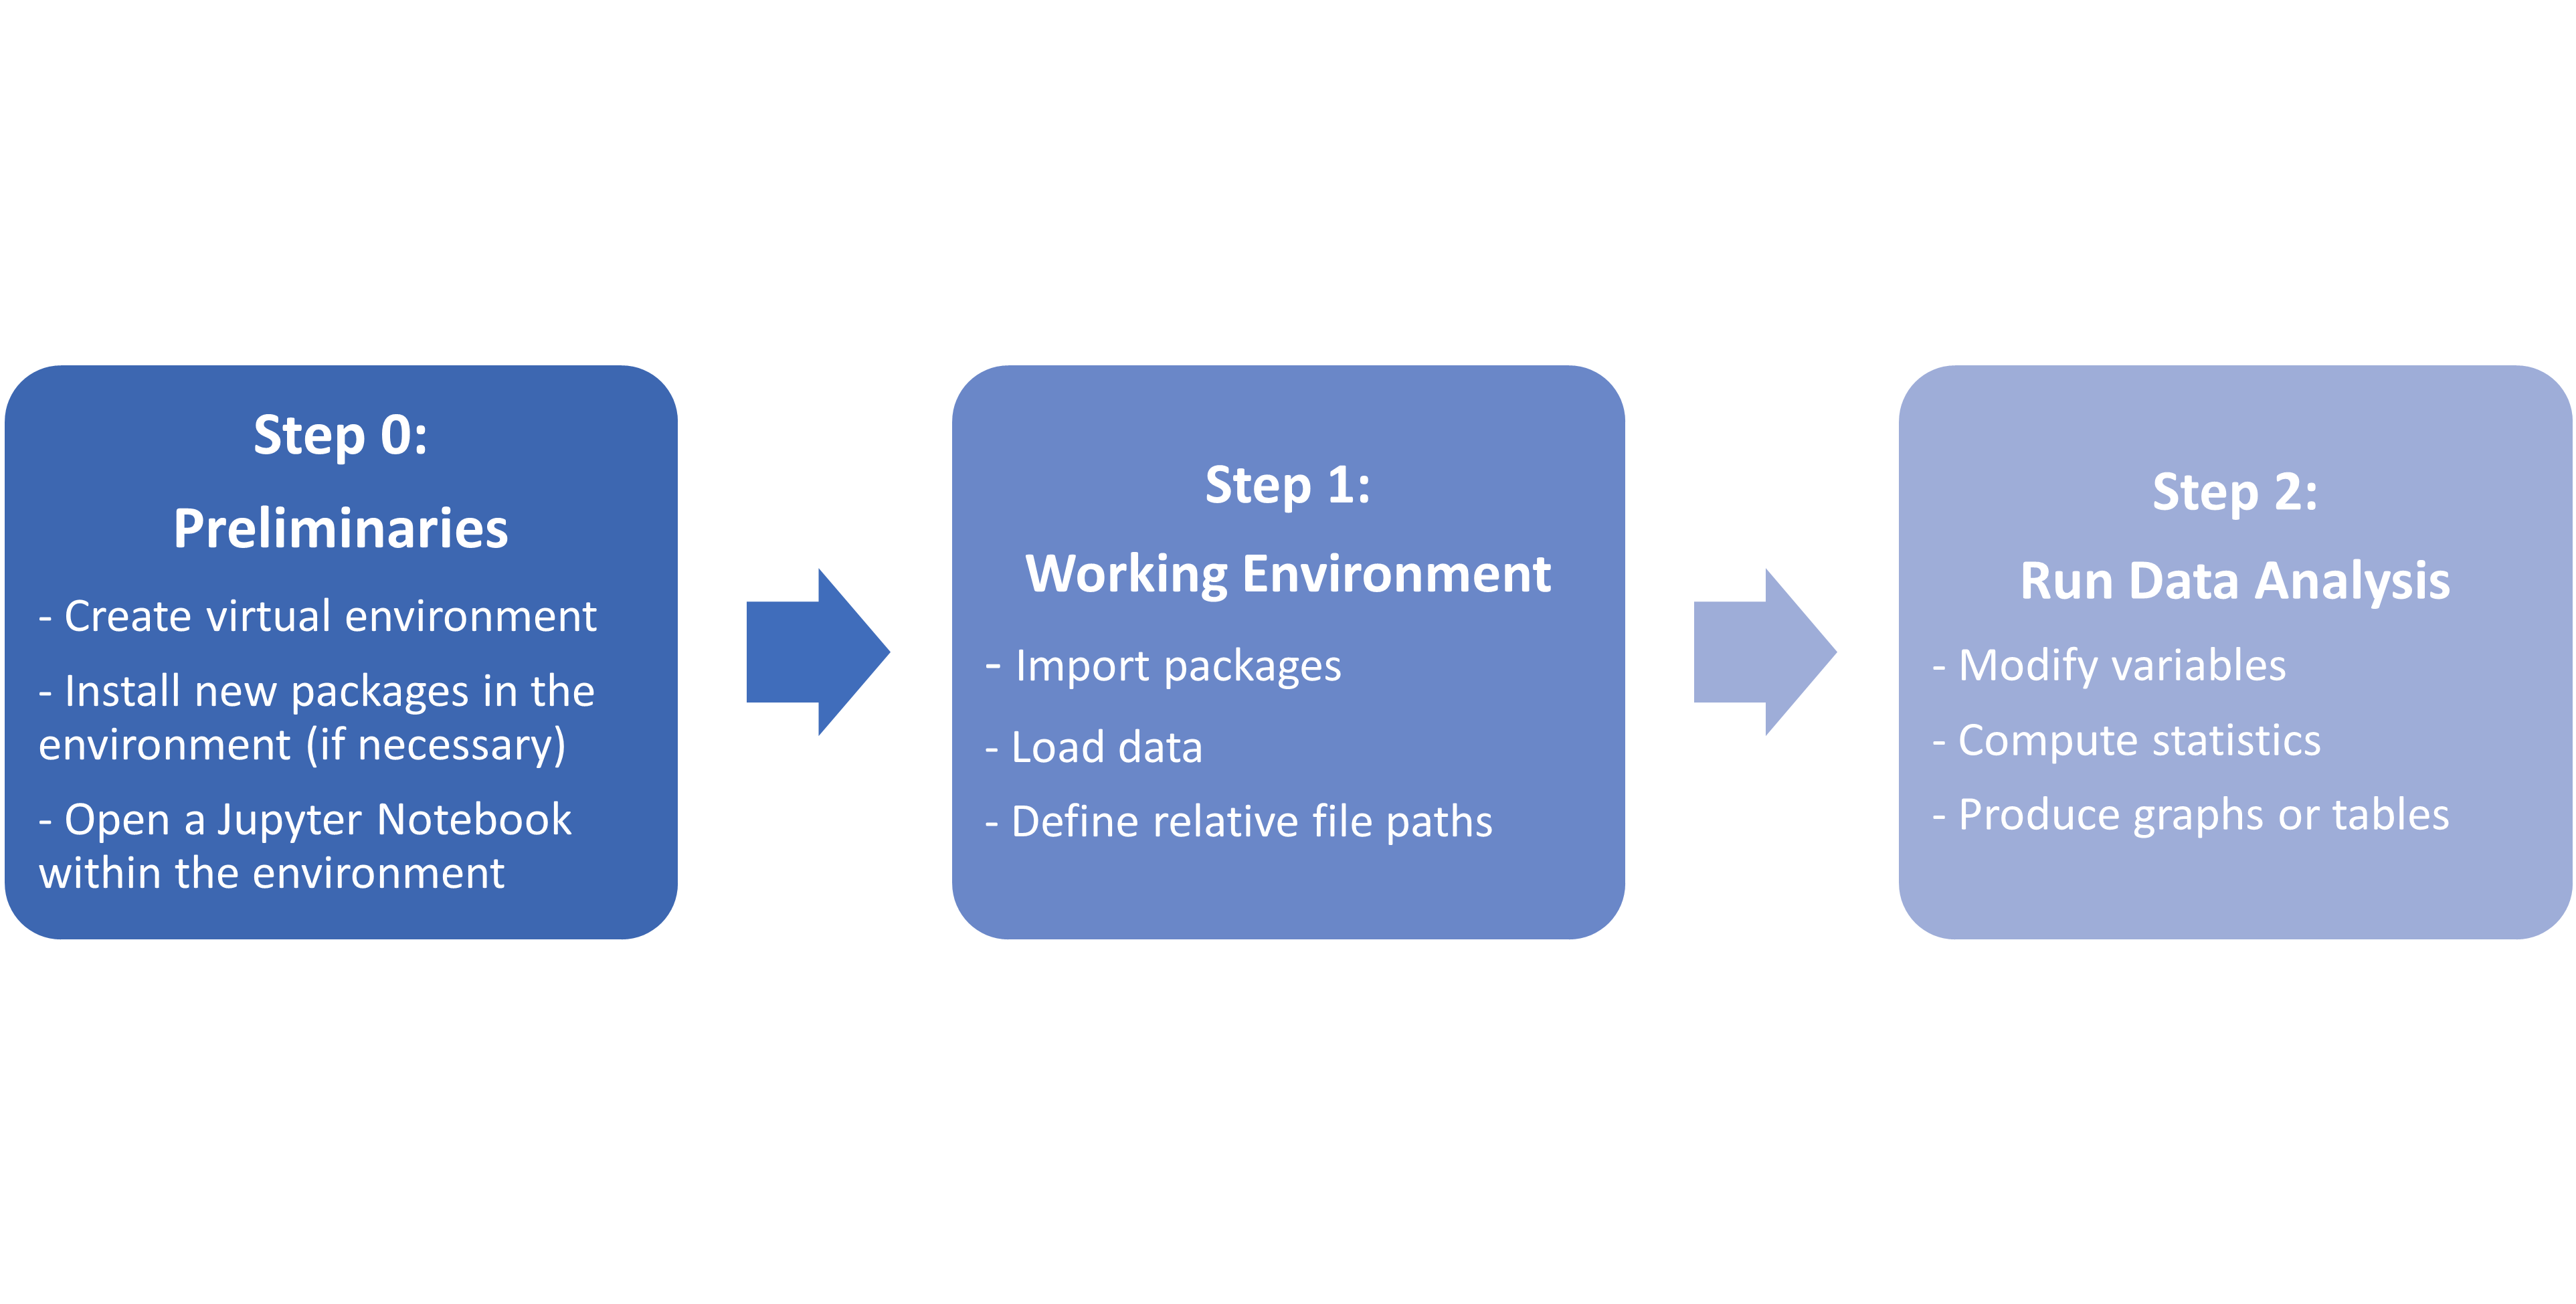 Step 0:
Preliminaries
- Create virtual environment
- Install new packages in the
environment (if necessary)
- Open a Jupyter Notebook
within the environment
Step 1:
Working Environment
- Import packages
- Load data
- Define relative file paths
Step 2:
Run Data Analysis
- Modify variables
- Compute statistics
- Produce graphs or tables